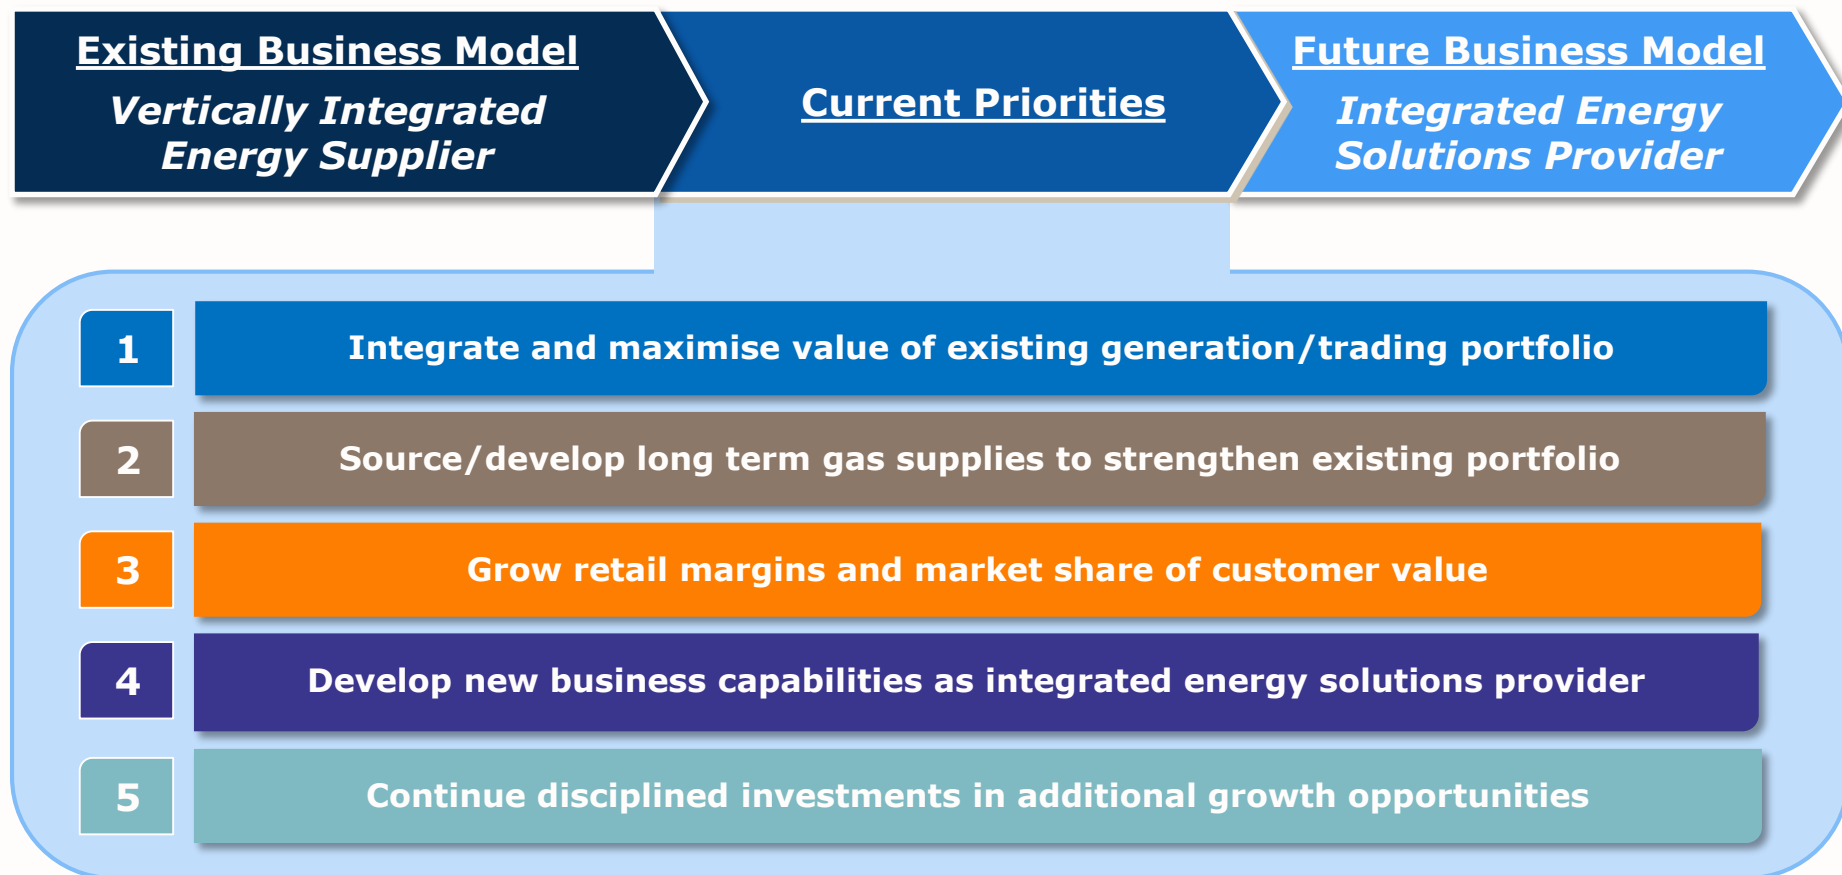 Existing Business Model
Vertically Integrated
Energy Supplier
Current Priorities
Future Business Model
Integrated Energy
Solutions Provider
1
Integrate and maximise value of existing generation/trading portfolio
2
Source/develop long term gas supplies to strengthen existing portfolio
3
Grow retail margins and market share of customer value
4
Develop new business capabilities as integrated energy solutions provider
5
Continue disciplined investments in additional growth opportunities